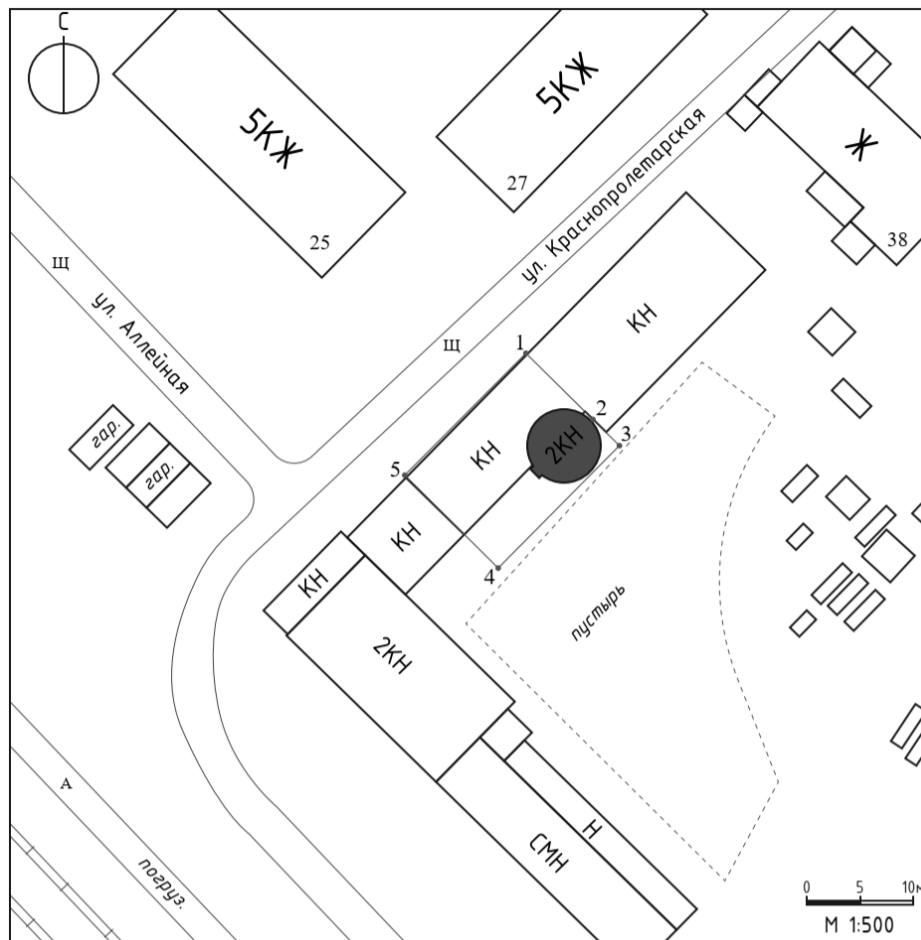 С
5КЖ
5КЖ
27
25
ул. Краснопролетарская
Ж
38
Щ
ул. Аллейная
Щ
КН
1
2
3
КН
2КН
5
гар.
гар.
КН
4
КН
пустырь
2КН
А
Н
СМН
погруз.
0 5 10м
М 1:500